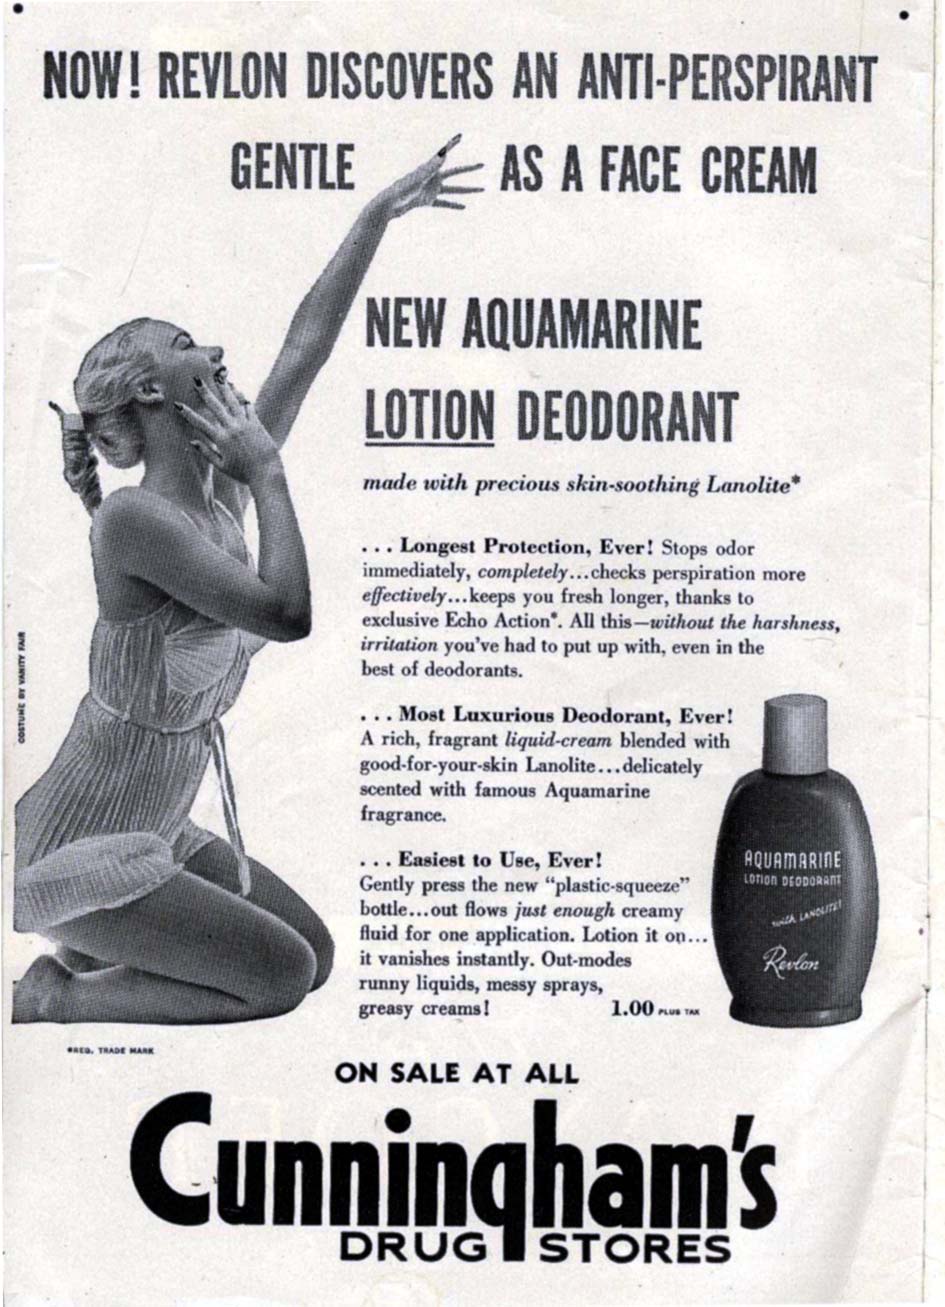 NOW! REVLON DISCOVERS AN ANTI-PERSPIRANT
GENTLE AS A FACE CREAM
NEW AQUAMARINE
LOTION DEODORANT
made with precious skin-soothing Lanolite*
... Longest Protection, Ever! Stops odor
immediately, completely...checks perspiration more
effectively...keeps you fresh longer, thanks to
exclusive Echo Action*. All this—without the harshness,
irritation you've had to put up with, even in the
best of deodorants.
... Most Luxurious Deodorant, Ever!
A rich, fragrant liquid-cream blended with
good-for-your-skin Lanolite...delicately
scented with famous Aquamarine
fragrance.
... Easiest to Use, Ever!
Gently press the new "plastic-squeeze"
bottle...out flows just enough creamy
fluid for one application. Lotion it on...
it vanishes instantly. Out-modes
runny liquids, messy sprays,
greasy creams! 1.00 PLUS TAX
AQUAMARINE
LOTION DEODORANT
with LANOLITE!
Revlon
COSTUME BY VANITY FAIR
*REG. TRADE MARK
ON SALE AT ALL
Cunningham's
DRUG STORES